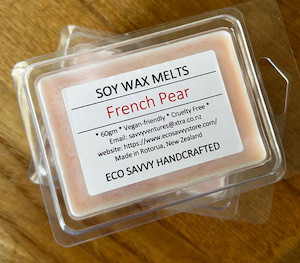 SOY WAX MELTS
French Pear
* 60gm * Vegan-friendly * Cruelty Free *
Email: savvyventures@xtra.co.nz
website: https://www.ecosavvystore.com/
Made in Rotorua, New Zealand
ECO SAVVY HANDCRAFTED